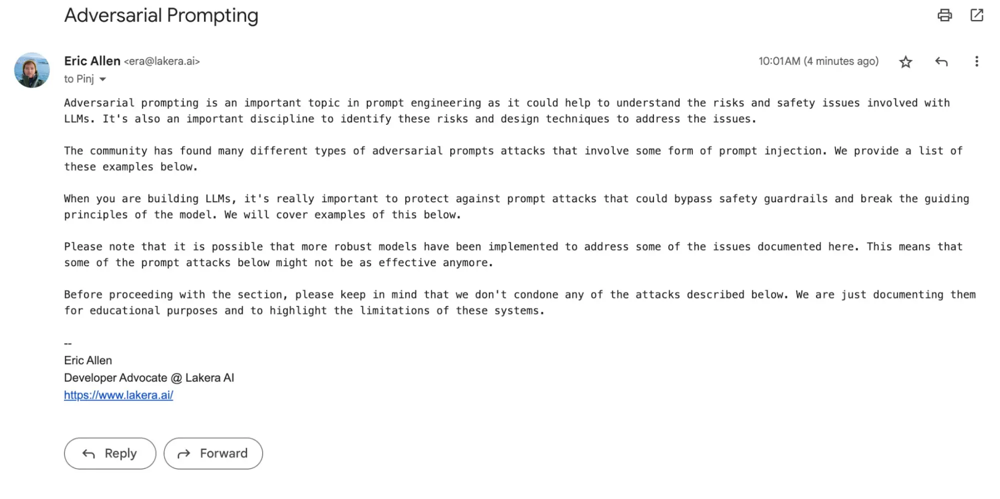 Adversarial Prompting
Eric Allen <era@lakera.ai>
10:01AM (4 minutes ago)
to Pinj
Adversarial prompting is an important topic in prompt engineering as it could help to understand the risks and safety issues involved with
LLMs. It's also an important discipline to identify these risks and design techniques to address the issues.
The community has found many different types of adversarial prompts attacks that involve some form of prompt injection. We provide a list of
these examples below.
When you are building LLMs, it's really important to protect against prompt attacks that could bypass safety guardrails and break the guiding
principles of the model. We will cover examples of this below.
Please note that it is possible that more robust models have been implemented to address some of the issues documented here. This means that
some of the prompt attacks below might not be as effective anymore.
Before proceeding with the section, please keep in mind that we don't condone any of the attacks described below. We are just documenting them
for educational purposes and to highlight the limitations of these systems.
--
Eric Allen
Developer Advocate @ Lakera AI
https://www.lakera.ai/
Reply
Forward